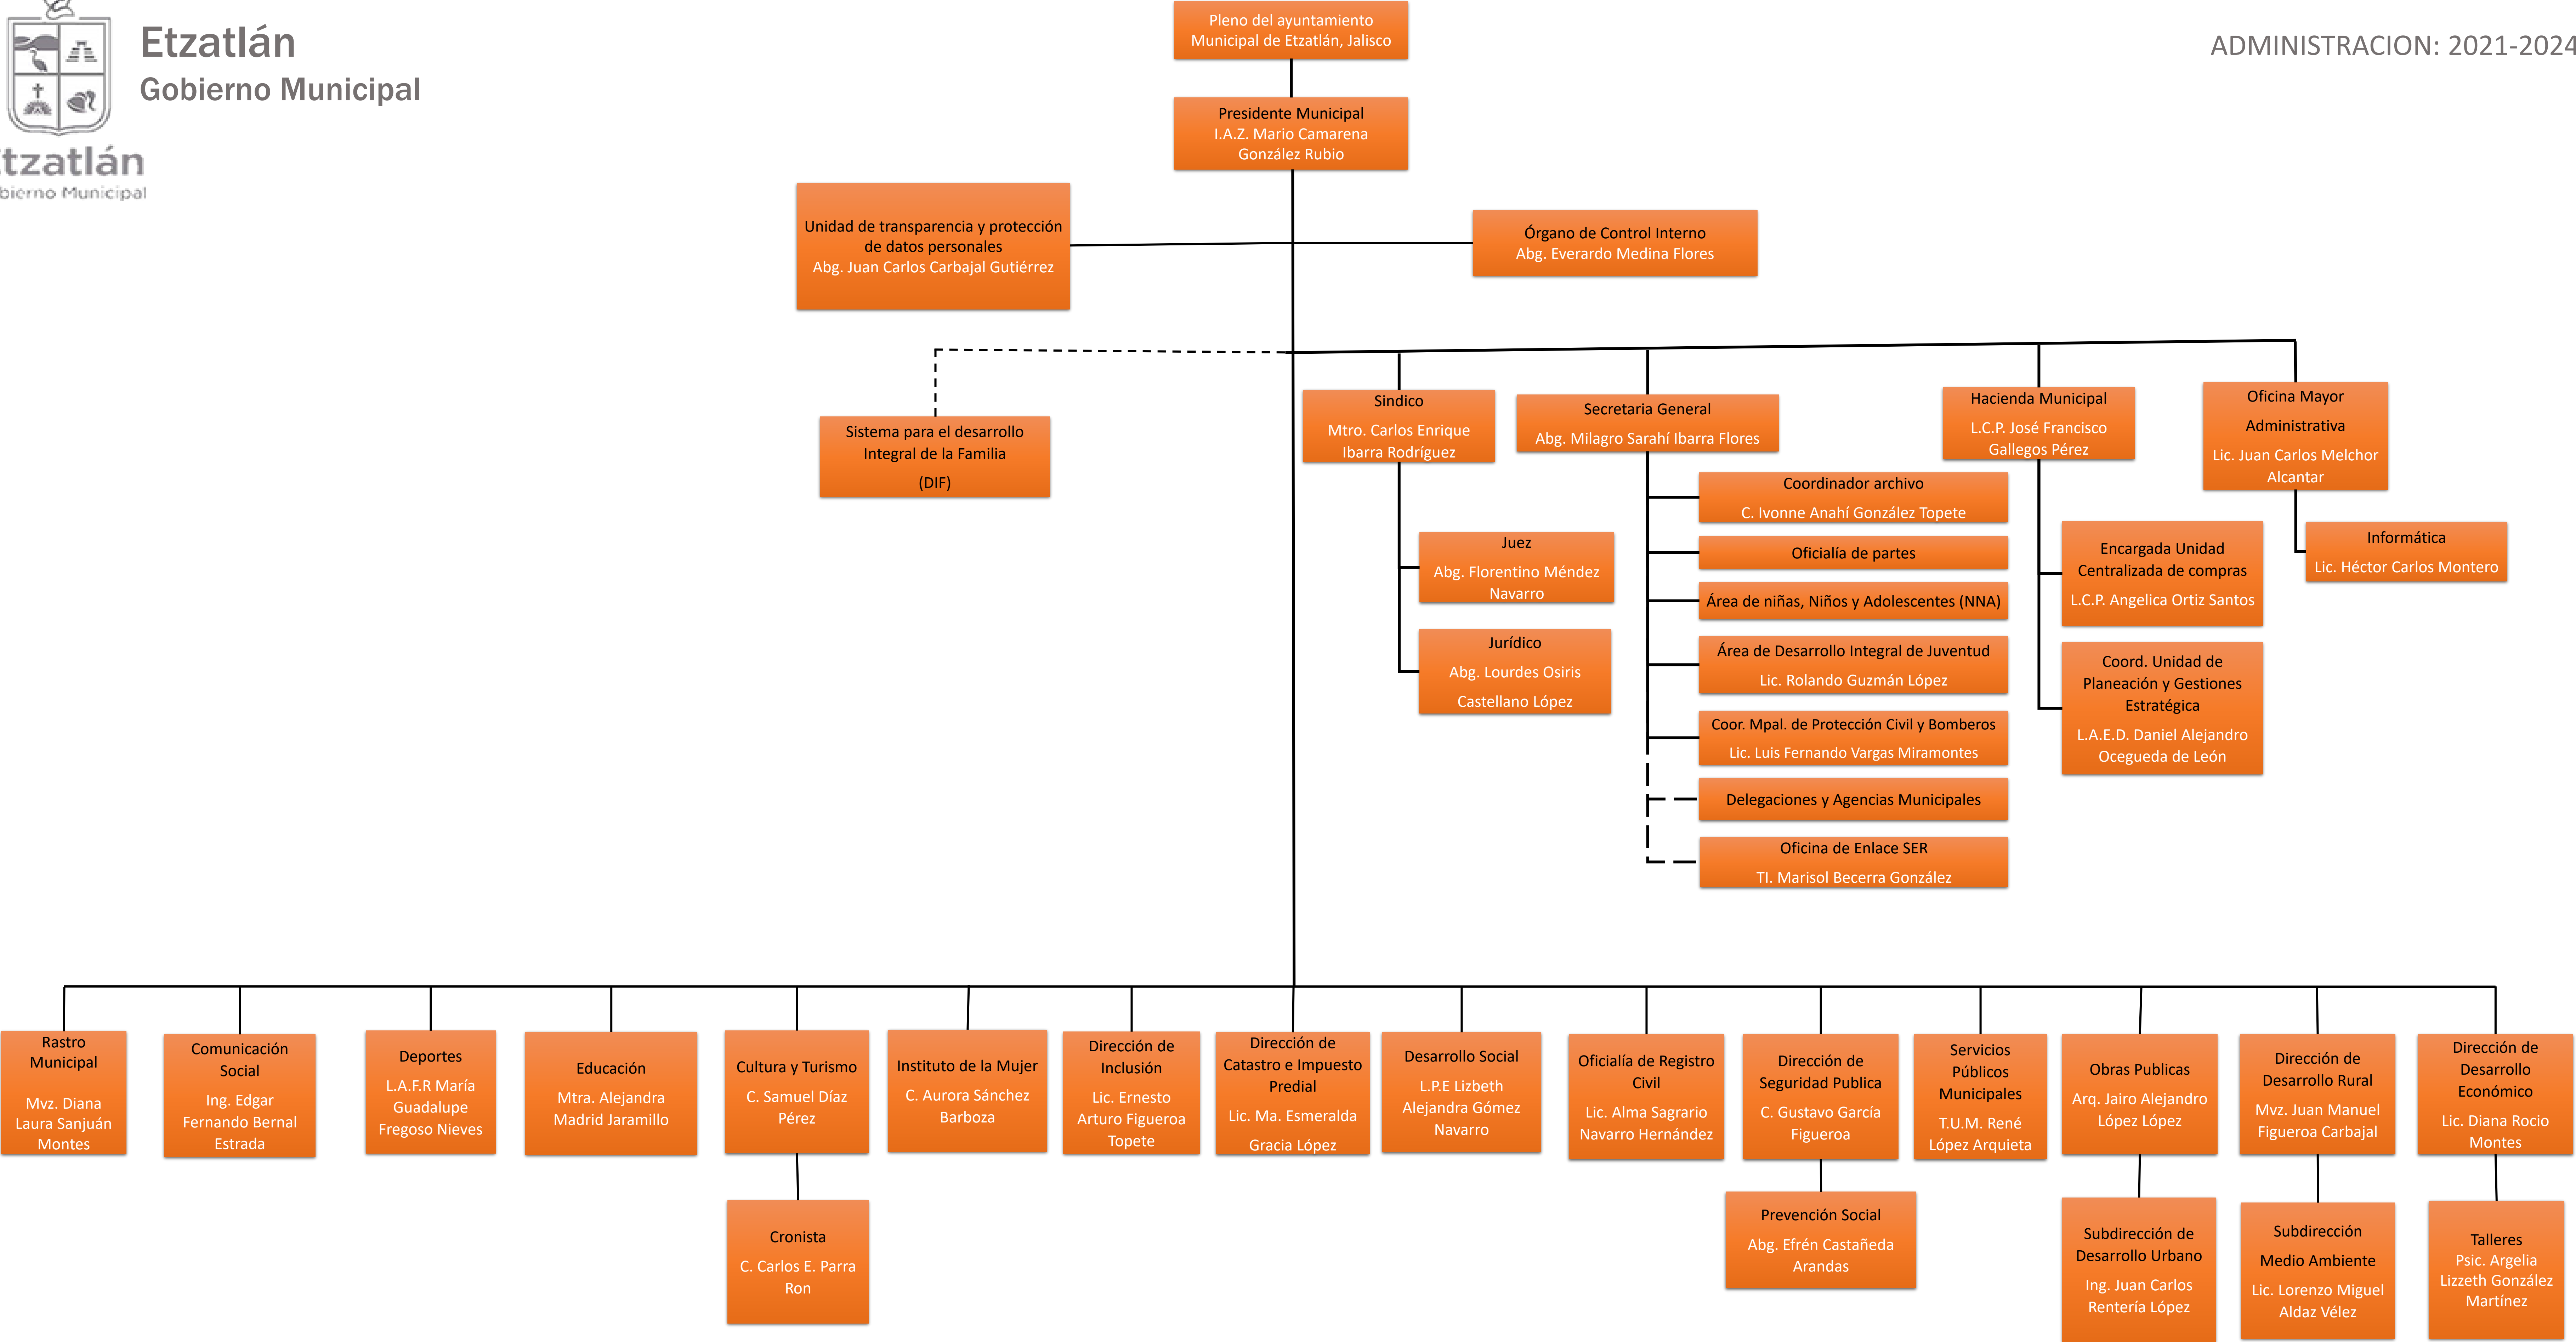 Etzatlán
Gobierno Municipal
tzatlán
bierno Municipal
ADMINISTRACION: 2021-2024
Pleno del ayuntamiento
Municipal de Etzatlán, Jalisco
Presidente Municipal
I.A.Z. Mario Camarena
González Rubio
Unidad de transparencia y protección
de datos personales
Abg. Juan Carlos Carbajal Gutiérrez
Órgano de Control Interno
Abg. Everardo Medina Flores
Sistema para el desarrollo
Integral de la Familia
(DIF)
Sindico
Mtro. Carlos Enrique
Ibarra Rodríguez
Juez
Abg. Florentino Méndez
Navarro
Jurídico
Abg. Lourdes Osiris
Castellano López
Secretaria General
Abg. Milagro Sarahí Ibarra Flores
Coordinador archivo
C. Ivonne Anahí González Topete
Oficialía de partes
Área de niñas, Niños y Adolescentes (NNA)
Área de Desarrollo Integral de Juventud
Lic. Rolando Guzmán López
Coor. Mpal. de Protección Civil y Bomberos
Lic. Luis Fernando Vargas Miramontes
Delegaciones y Agencias Municipales
Oficina de Enlace SER
TI. Marisol Becerra González
Hacienda Municipal
L.C.P. José Francisco
Gallegos Pérez
Encargada Unidad
Centralizada de compras
L.C.P. Angelica Ortiz Santos
Coord. Unidad de
Planeación y Gestiones
Estratégica
L.A.E.D. Daniel Alejandro
Ocegueda de León
Oficina Mayor
Administrativa
Lic. Juan Carlos Melchor
Alcantar
Informática
Lic. Héctor Carlos Montero
Rastro
Municipal
Mvz. Diana
Laura Sanjuán
Montes
Comunicación
Social
Ing. Edgar
Fernando Bernal
Estrada
Deportes
L.A.F.R María
Guadalupe
Fregoso Nieves
Educación
Mtra. Alejandra
Madrid Jaramillo
Cultura y Turismo
C. Samuel Díaz
Pérez
Cronista
C. Carlos E. Parra
Ron
Instituto de la Mujer
C. Aurora Sánchez
Barboza
Dirección de
Inclusión
Lic. Ernesto
Arturo Figueroa
Topete
Dirección de
Catastro e Impuesto
Predial
Lic. Ma. Esmeralda
Gracia López
Desarrollo Social
L.P.E Lizbeth
Alejandra Gómez
Navarro
Oficialía de Registro
Civil
Lic. Alma Sagrario
Navarro Hernández
Dirección de
Seguridad Publica
C. Gustavo García
Figueroa
Prevención Social
Abg. Efrén Castañeda
Arandas
Servicios
Públicos
Municipales
T.U.M. René
López Arquieta
Obras Publicas
Arq. Jairo Alejandro
López López
Subdirección de
Desarrollo Urbano
Ing. Juan Carlos
Rentería López
Dirección de
Desarrollo Rural
Mvz. Juan Manuel
Figueroa Carbajal
Subdirección
Medio Ambiente
Lic. Lorenzo Miguel
Aldaz Vélez
Dirección de
Desarrollo
Económico
Lic. Diana Rocio
Montes
Talleres
Psic. Argelia
Lizzeth González
Martínez